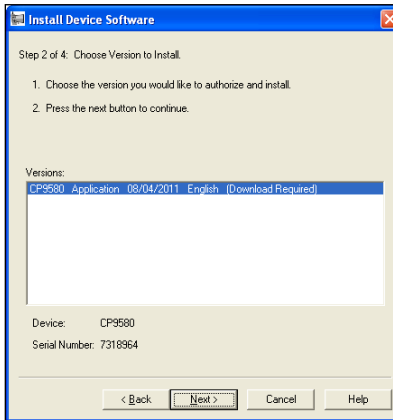 Install Device Software
Step 2 of 4: Choose Version to Install.
1. Choose the version you would like to authorize and install.
2. Press the next button to continue.
Versions:
CP9580 Application 08/04/2011 English (Download Required)
Device: CP9580
Serial Number: 7318964
< Back Next > Cancel Help